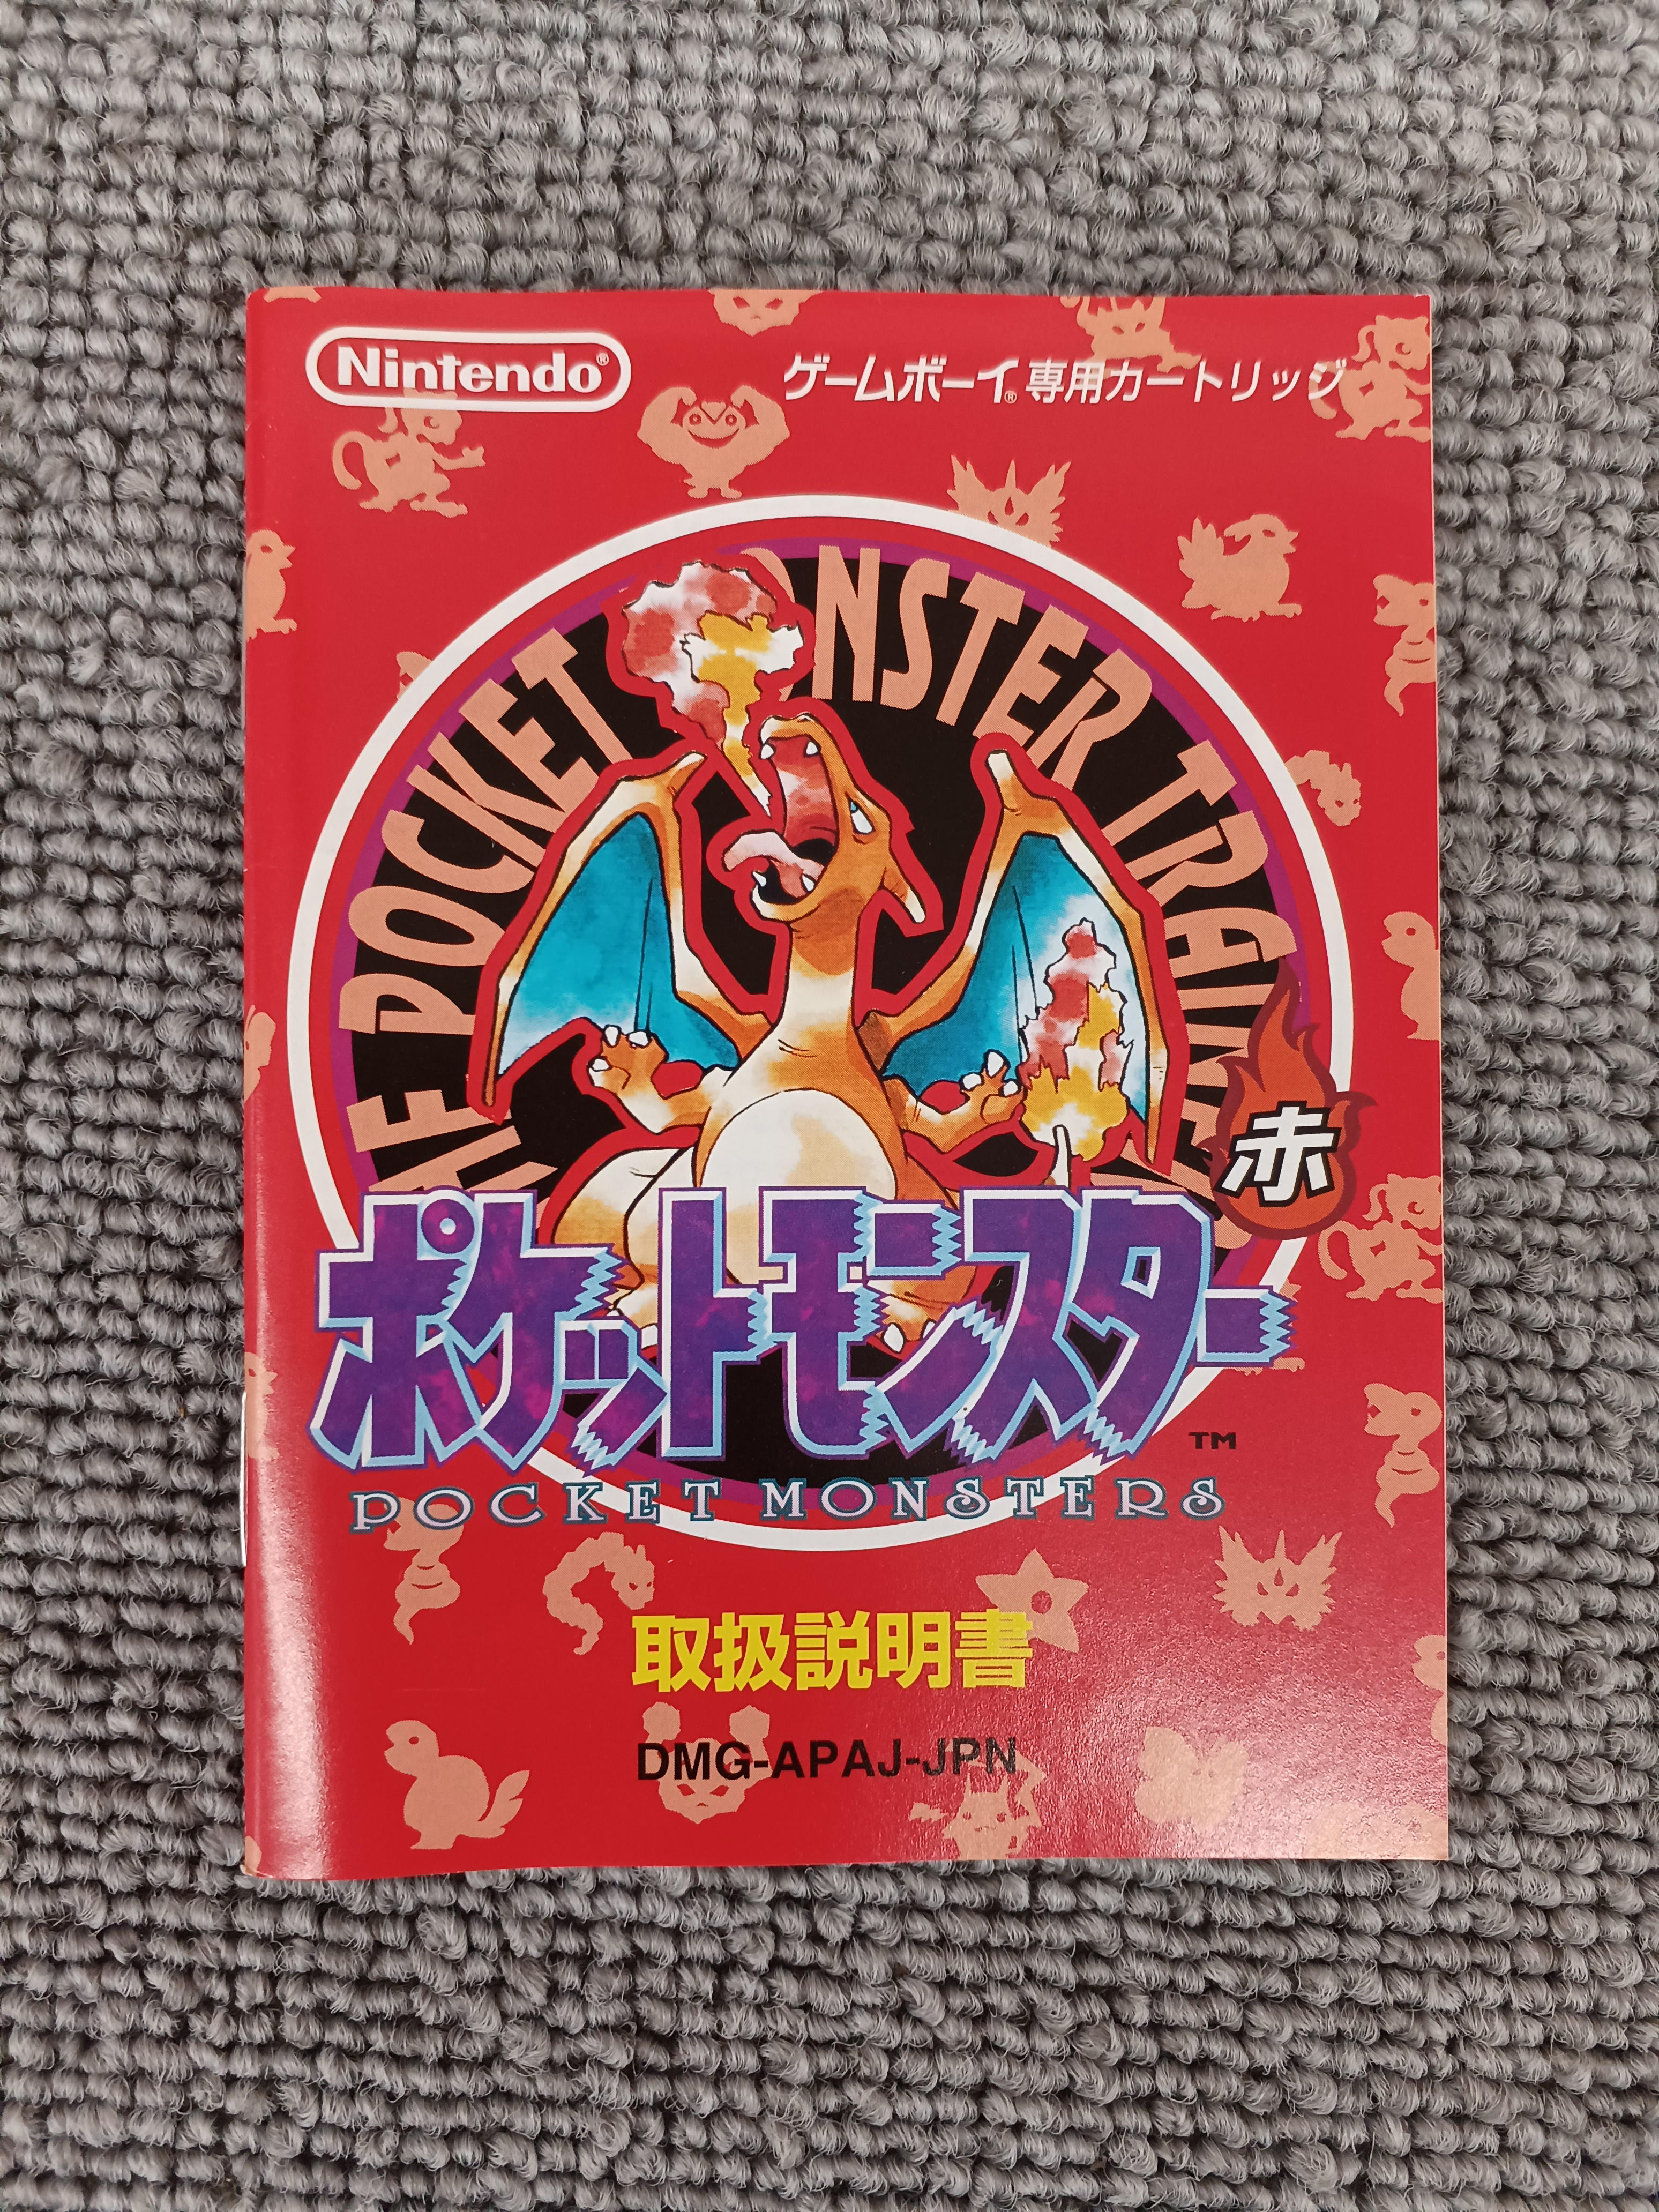 Nintendo®
ゲームボーイ®専用カートリッジ
POCKET MONSTER
赤
ポケットモンスター
TM
POCKET MONSTERS
取扱説明書
DMG-APAJ-JPN